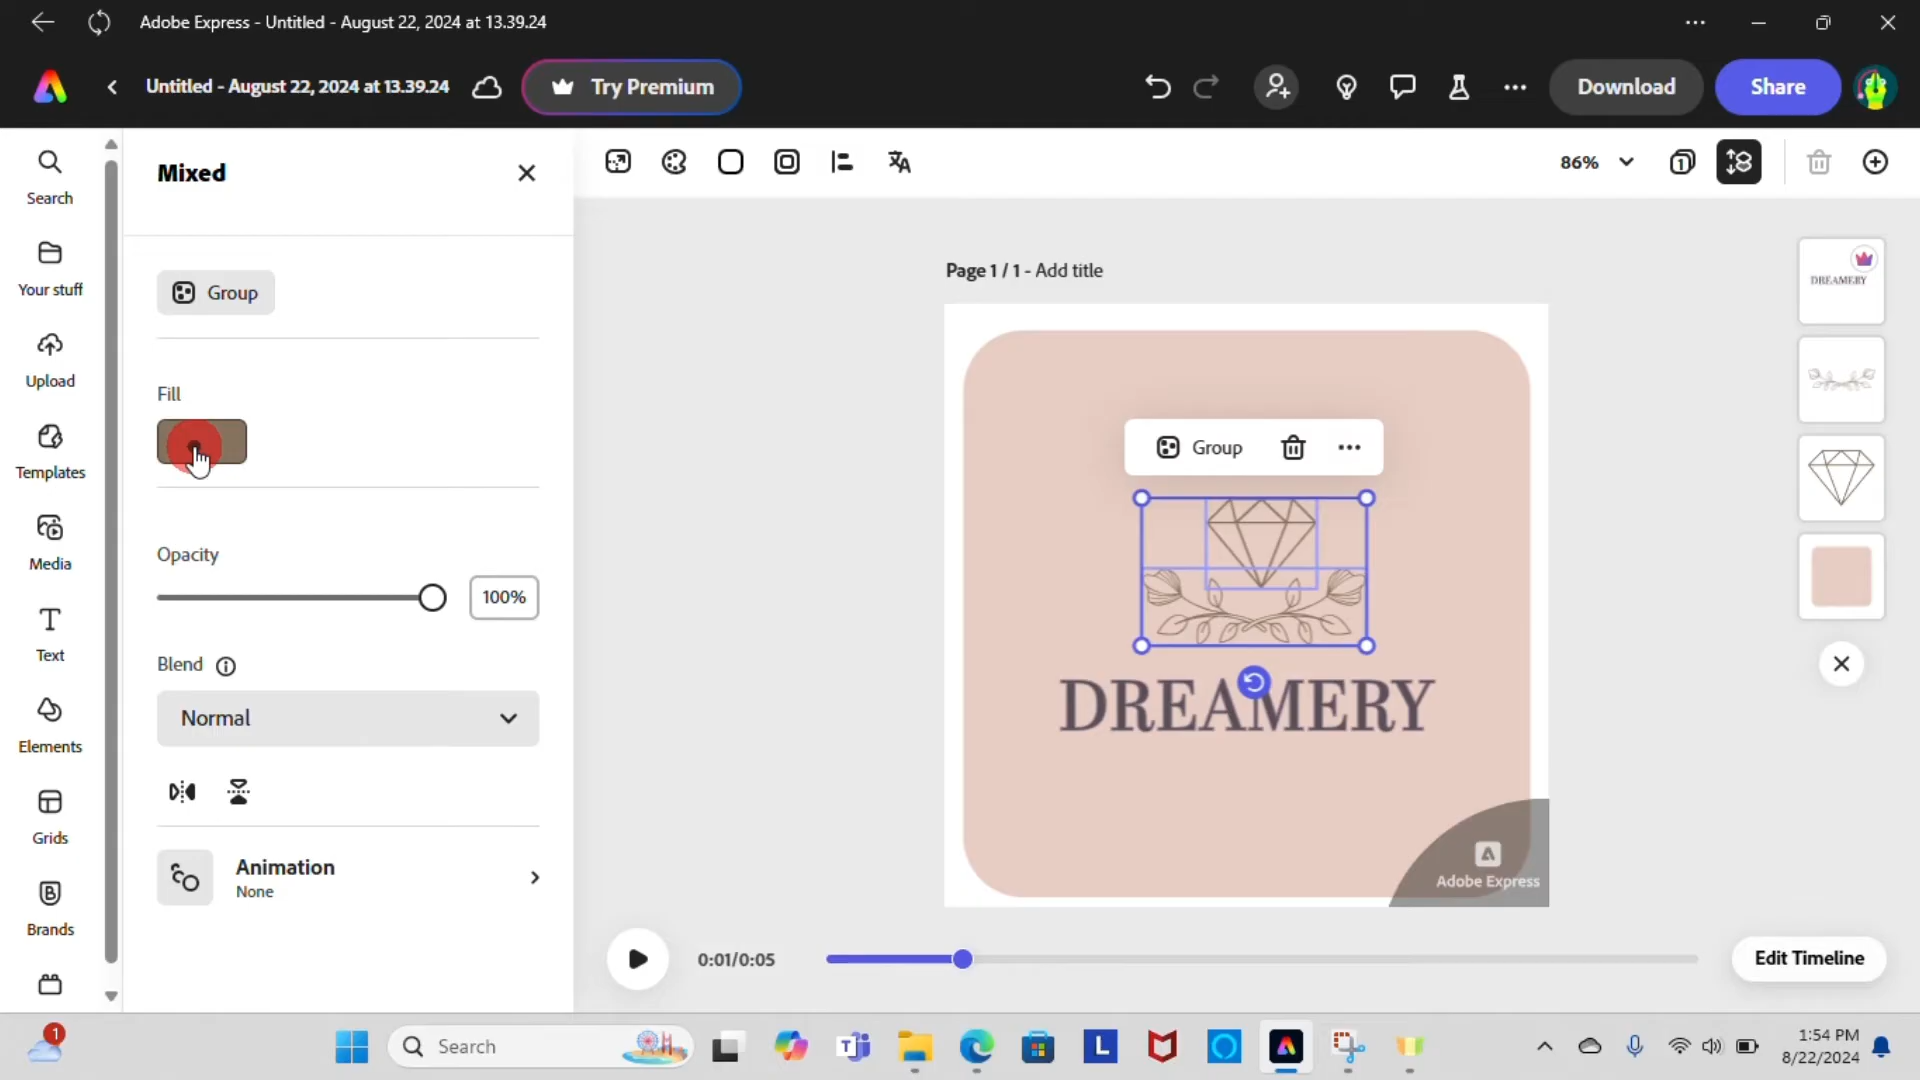 Adobe Express - Untitled - August 22, 2024 at 13.39.24
Untitled - August 22, 2024 at 13.39.24
Try Premium
Download
Share
Search
Your stuff
Upload
Templates
Media
Text
Elements
Grids
Brands
Mixed
Group
Fill
Opacity
100%
Blend
Normal
Animation
None
86%
1
Page 1 / 1 - Add title
Group
DREAMERY
Adobe Express
DREAMERY
0:01/0:05
Edit Timeline
1
Search
L
1:54 PM
8/22/2024